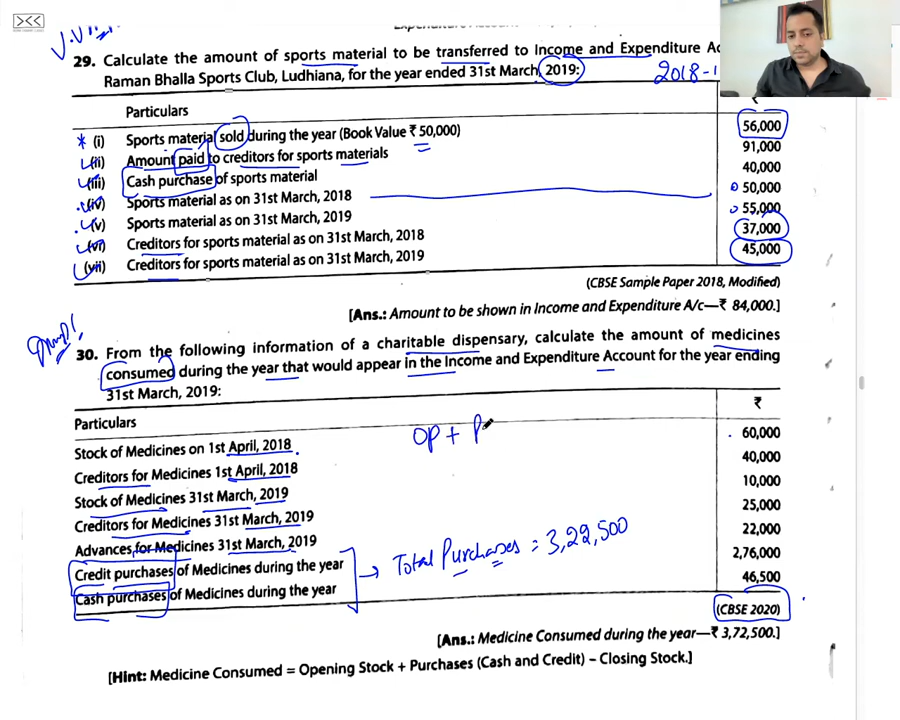 V.V.
29. Calculate the amount of sports material to be transferred to Income and Expenditure Ac
Raman Bhalla Sports Club, Ludhiana, for the year ended 31st March, 2019:
2018-1
Particulars
* (i) Sports material sold during the year (Book Value ₹ 50,000) 56,000
(ii) Amount paid to creditors for sports materials 91,000
(iii) Cash purchase of sports material 40,000
(iv) Sports material as on 31st March, 2018 50,000
(v) Sports material as on 31st March, 2019 55,000
(vi) Creditors for sports material as on 31st March, 2018 37,000
(vii) Creditors for sports material as on 31st March, 2019 45,000
(CBSE Sample Paper 2018, Modified)
[Ans.: Amount to be shown in Income and Expenditure A/c—₹ 84,000.]
30. From the following information of a charitable dispensary, calculate the amount of medicines
consumed during the year that would appear in the Income and Expenditure Account for the year ending
31st March, 2019:
Particulars ₹
Stock of Medicines on 1st April, 2018 60,000
OP + P
Creditors for Medicines 1st April, 2018 40,000
Stock of Medicines 31st March, 2019 10,000
Creditors for Medicines 31st March, 2019 25,000
Advances for Medicines 31st March, 2019 22,000
Credit purchases of Medicines during the year 2,76,000
Total Purchases = 3,22,500
Cash purchases of Medicines during the year 46,500
(CBSE 2020)
[Ans.: Medicine Consumed during the year—₹ 3,72,500.]
[Hint: Medicine Consumed = Opening Stock + Purchases (Cash and Credit) – Closing Stock.]